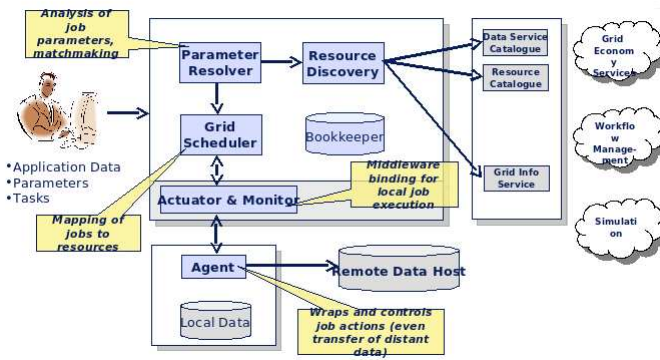 Analysis of
job
parameters,
matchmaking
Parameter
Resolver
Resource
Discovery
Data Service
Catalogue
Resource
Catalogue
Grid
Econom
y
Services
Grid
Scheduler
Bookkeeper
Workflo
w
Manage-
ment
•Application Data
•Parameters
•Tasks
Middleware
binding for
local job
execution
Grid Info
Service
Actuator & Monitor
Mapping of
jobs to
resources
Simulati
on
Agent
Remote Data Host
Local Data
Wraps and controls
job actions (even
transfer of distant
data)